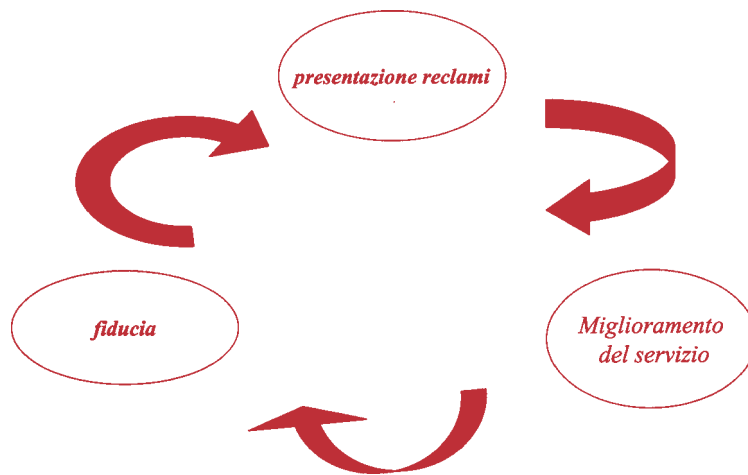 presentazione reclami
fiducia
Miglioramento
del servizio